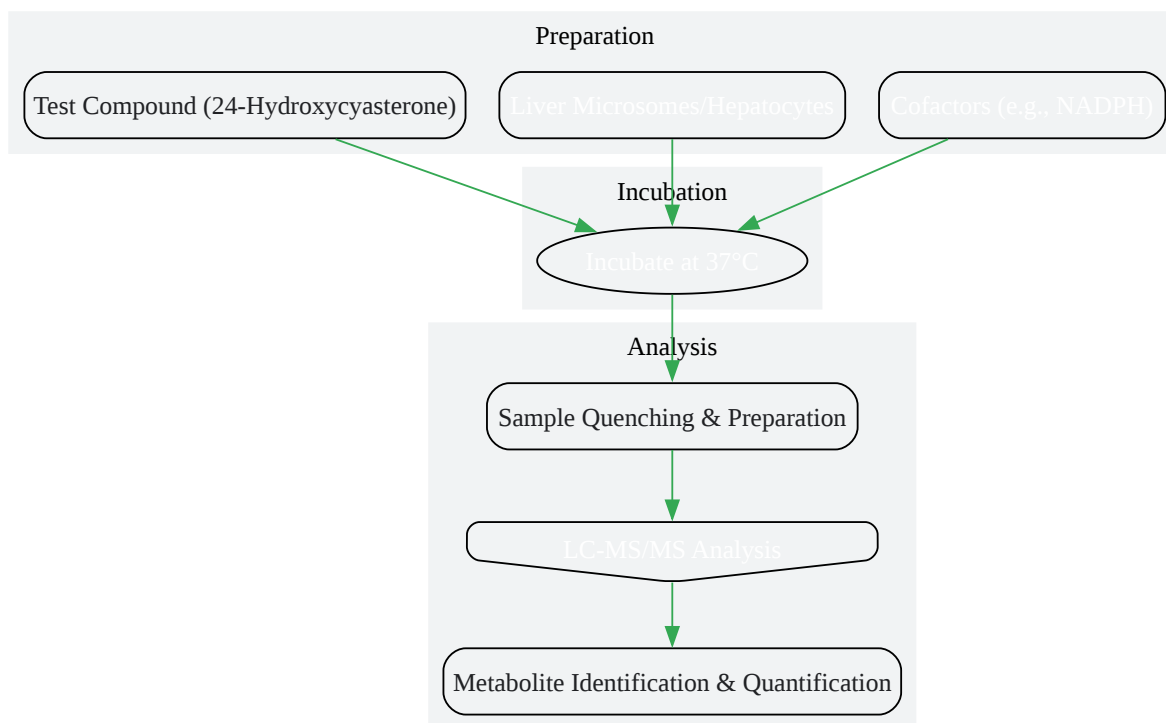 Preparation
Test Compound (24-Hydroxycyasterone)
Liver Microsomes/Hepatocytes
Cofactors (e.g., NADPH)
Incubation
Incubate at 37°C
Analysis
Sample Quenching & Preparation
LC-MS/MS Analysis
Metabolite Identification & Quantification